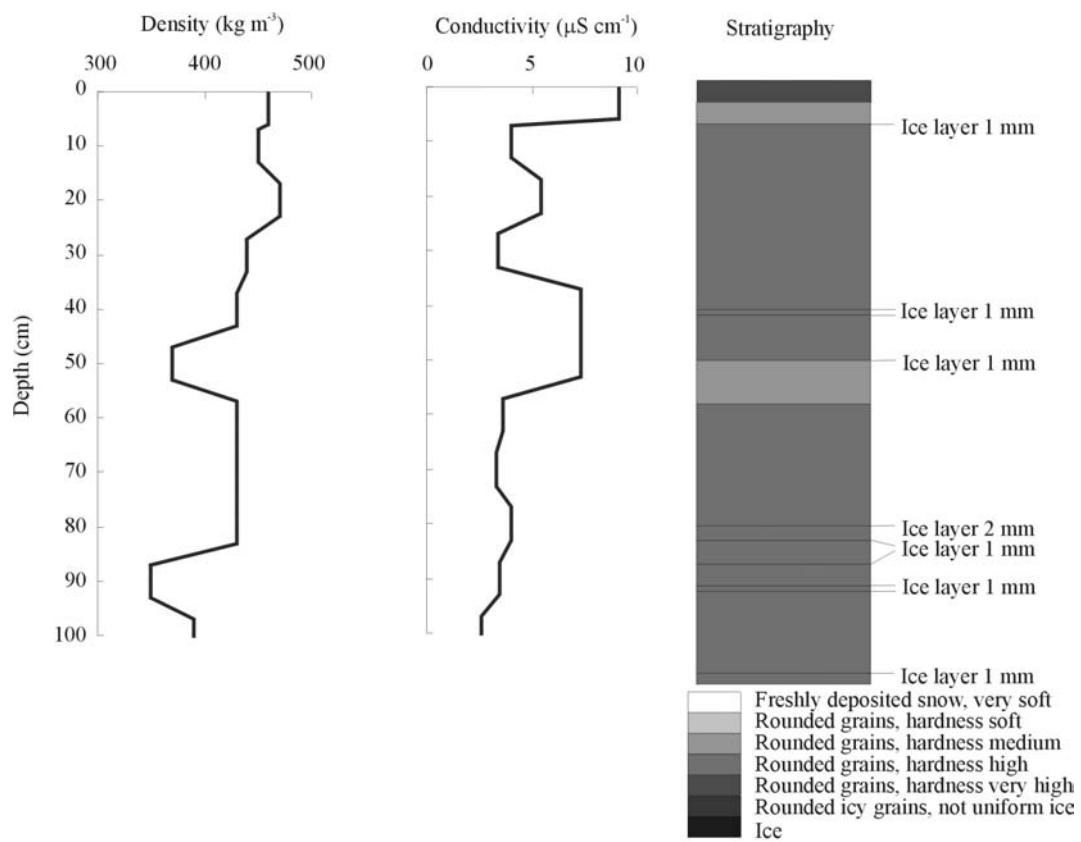 Density (kg m⁻³)
300 400 500
0
10
20
30
40
50
60
70
80
90
100
Depth (cm)
Conductivity (µS cm⁻¹)
0 5 10
Stratigraphy
Ice layer 1 mm
Ice layer 1 mm
Ice layer 1 mm
Ice layer 2 mm
Ice layer 1 mm
Ice layer 1 mm
Ice layer 1 mm
Freshly deposited snow, very soft
Rounded grains, hardness soft
Rounded grains, hardness medium
Rounded grains, hardness high
Rounded grains, hardness very high
Rounded icy grains, not uniform ice
Ice